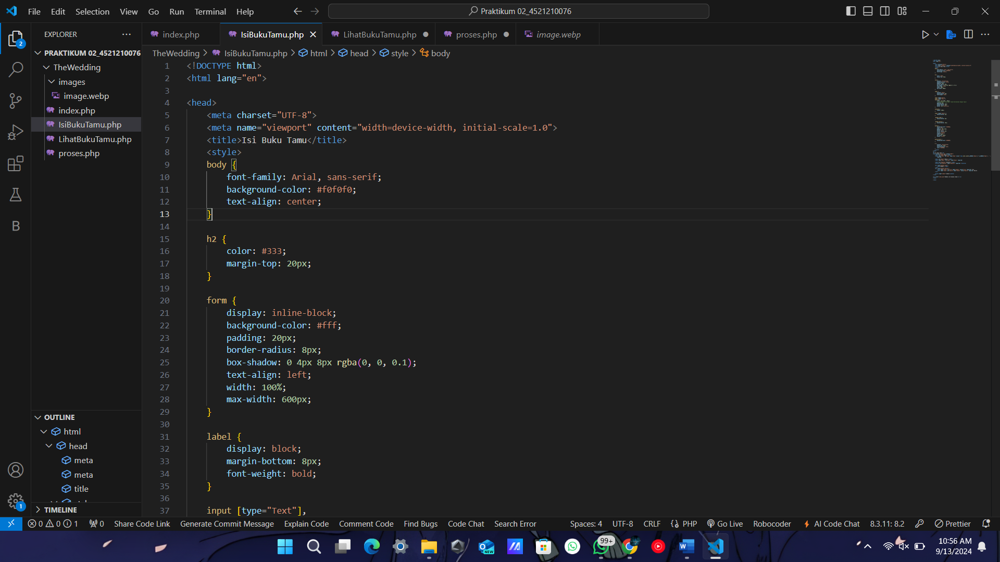 File Edit Selection View Go Run Terminal Help
Praktikum 02_4521210076
EXPLORER
index.php
IsiBukuTamu.php
LihatBukuTamu.php
proses.php
image.webp
2
PRAKTIKUM 02_4521210076
TheWedding
images
image.webp
index.php
IsiBukuTamu.php
LihatBukuTamu.php
proses.php
TheWedding > IsiBukuTamu.php > html > head > style > body
1 <!DOCTYPE html>
2 <html lang="en">
3
4 <head>
5 <meta charset="UTF-8">
6 <meta name="viewport" content="width=device-width, initial-scale=1.0">
7 <title>Isi Buku Tamu</title>
8 <style>
9 body {
10 font-family: Arial, sans-serif;
11 background-color: #f0f0f0;
12 text-align: center;
13 }
14
15 h2 {
16 color: #333;
17 margin-top: 20px;
18 }
19
20 form {
21 display: inline-block;
22 background-color: #fff;
23 padding: 20px;
24 border-radius: 8px;
25 box-shadow: 0 4px 8px rgba(0, 0, 0.1);
26 text-align: left;
27 width: 100%;
28 max-width: 600px;
29 }
30
31 label {
32 display: block;
33 margin-bottom: 8px;
34 font-weight: bold;
35 }
36
37 input [type="Text"],
B
OUTLINE
html
head
meta
meta
title
TIMELINE
1
0 0 1 0 Share Code Link Generate Commit Message Explain Code Comment Code Find Bugs Code Chat Search Error
Spaces: 4 UTF-8 CRLF PHP Go Live Robocoder AI Code Chat 8.3.11: 8.2 Prettier
NEW
99+
W
10:56 AM
9/13/2024